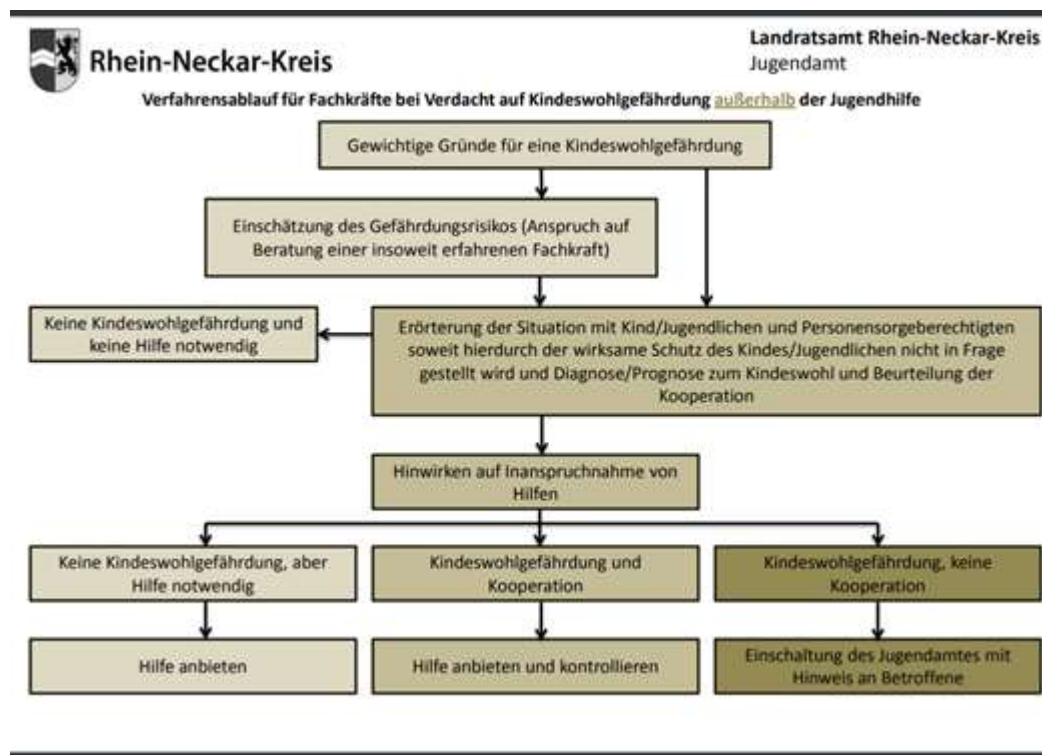 Rhein-Neckar-Kreis
Landratsamt Rhein-Neckar-Kreis
Jugendamt
Verfahrensablauf für Fachkräfte bei Verdacht auf Kindeswohlgefährdung außerhalb der Jugendhilfe
Gewichtige Gründe für eine Kindeswohlgefährdung
Einschätzung des Gefährdungsrisikos (Anspruch auf
Beratung einer insoweit erfahrenen Fachkraft)
Keine Kindeswohlgefährdung und
keine Hilfe notwendig
Erörterung der Situation mit Kind/Jugendlichen und Personensorgeberechtigten
soweit hierdurch der wirksame Schutz des Kindes/Jugendlichen nicht in Frage
gestellt wird und Diagnose/Prognose zum Kindeswohl und Beurteilung der
Kooperation
Hinwirken auf Inanspruchnahme von
Hilfen
Keine Kindeswohlgefährdung, aber
Hilfe notwendig
Kindeswohlgefährdung und
Kooperation
Kindeswohlgefährdung, keine
Kooperation
Hilfe anbieten
Hilfe anbieten und kontrollieren
Einschaltung des Jugendamtes mit
Hinweis an Betroffene